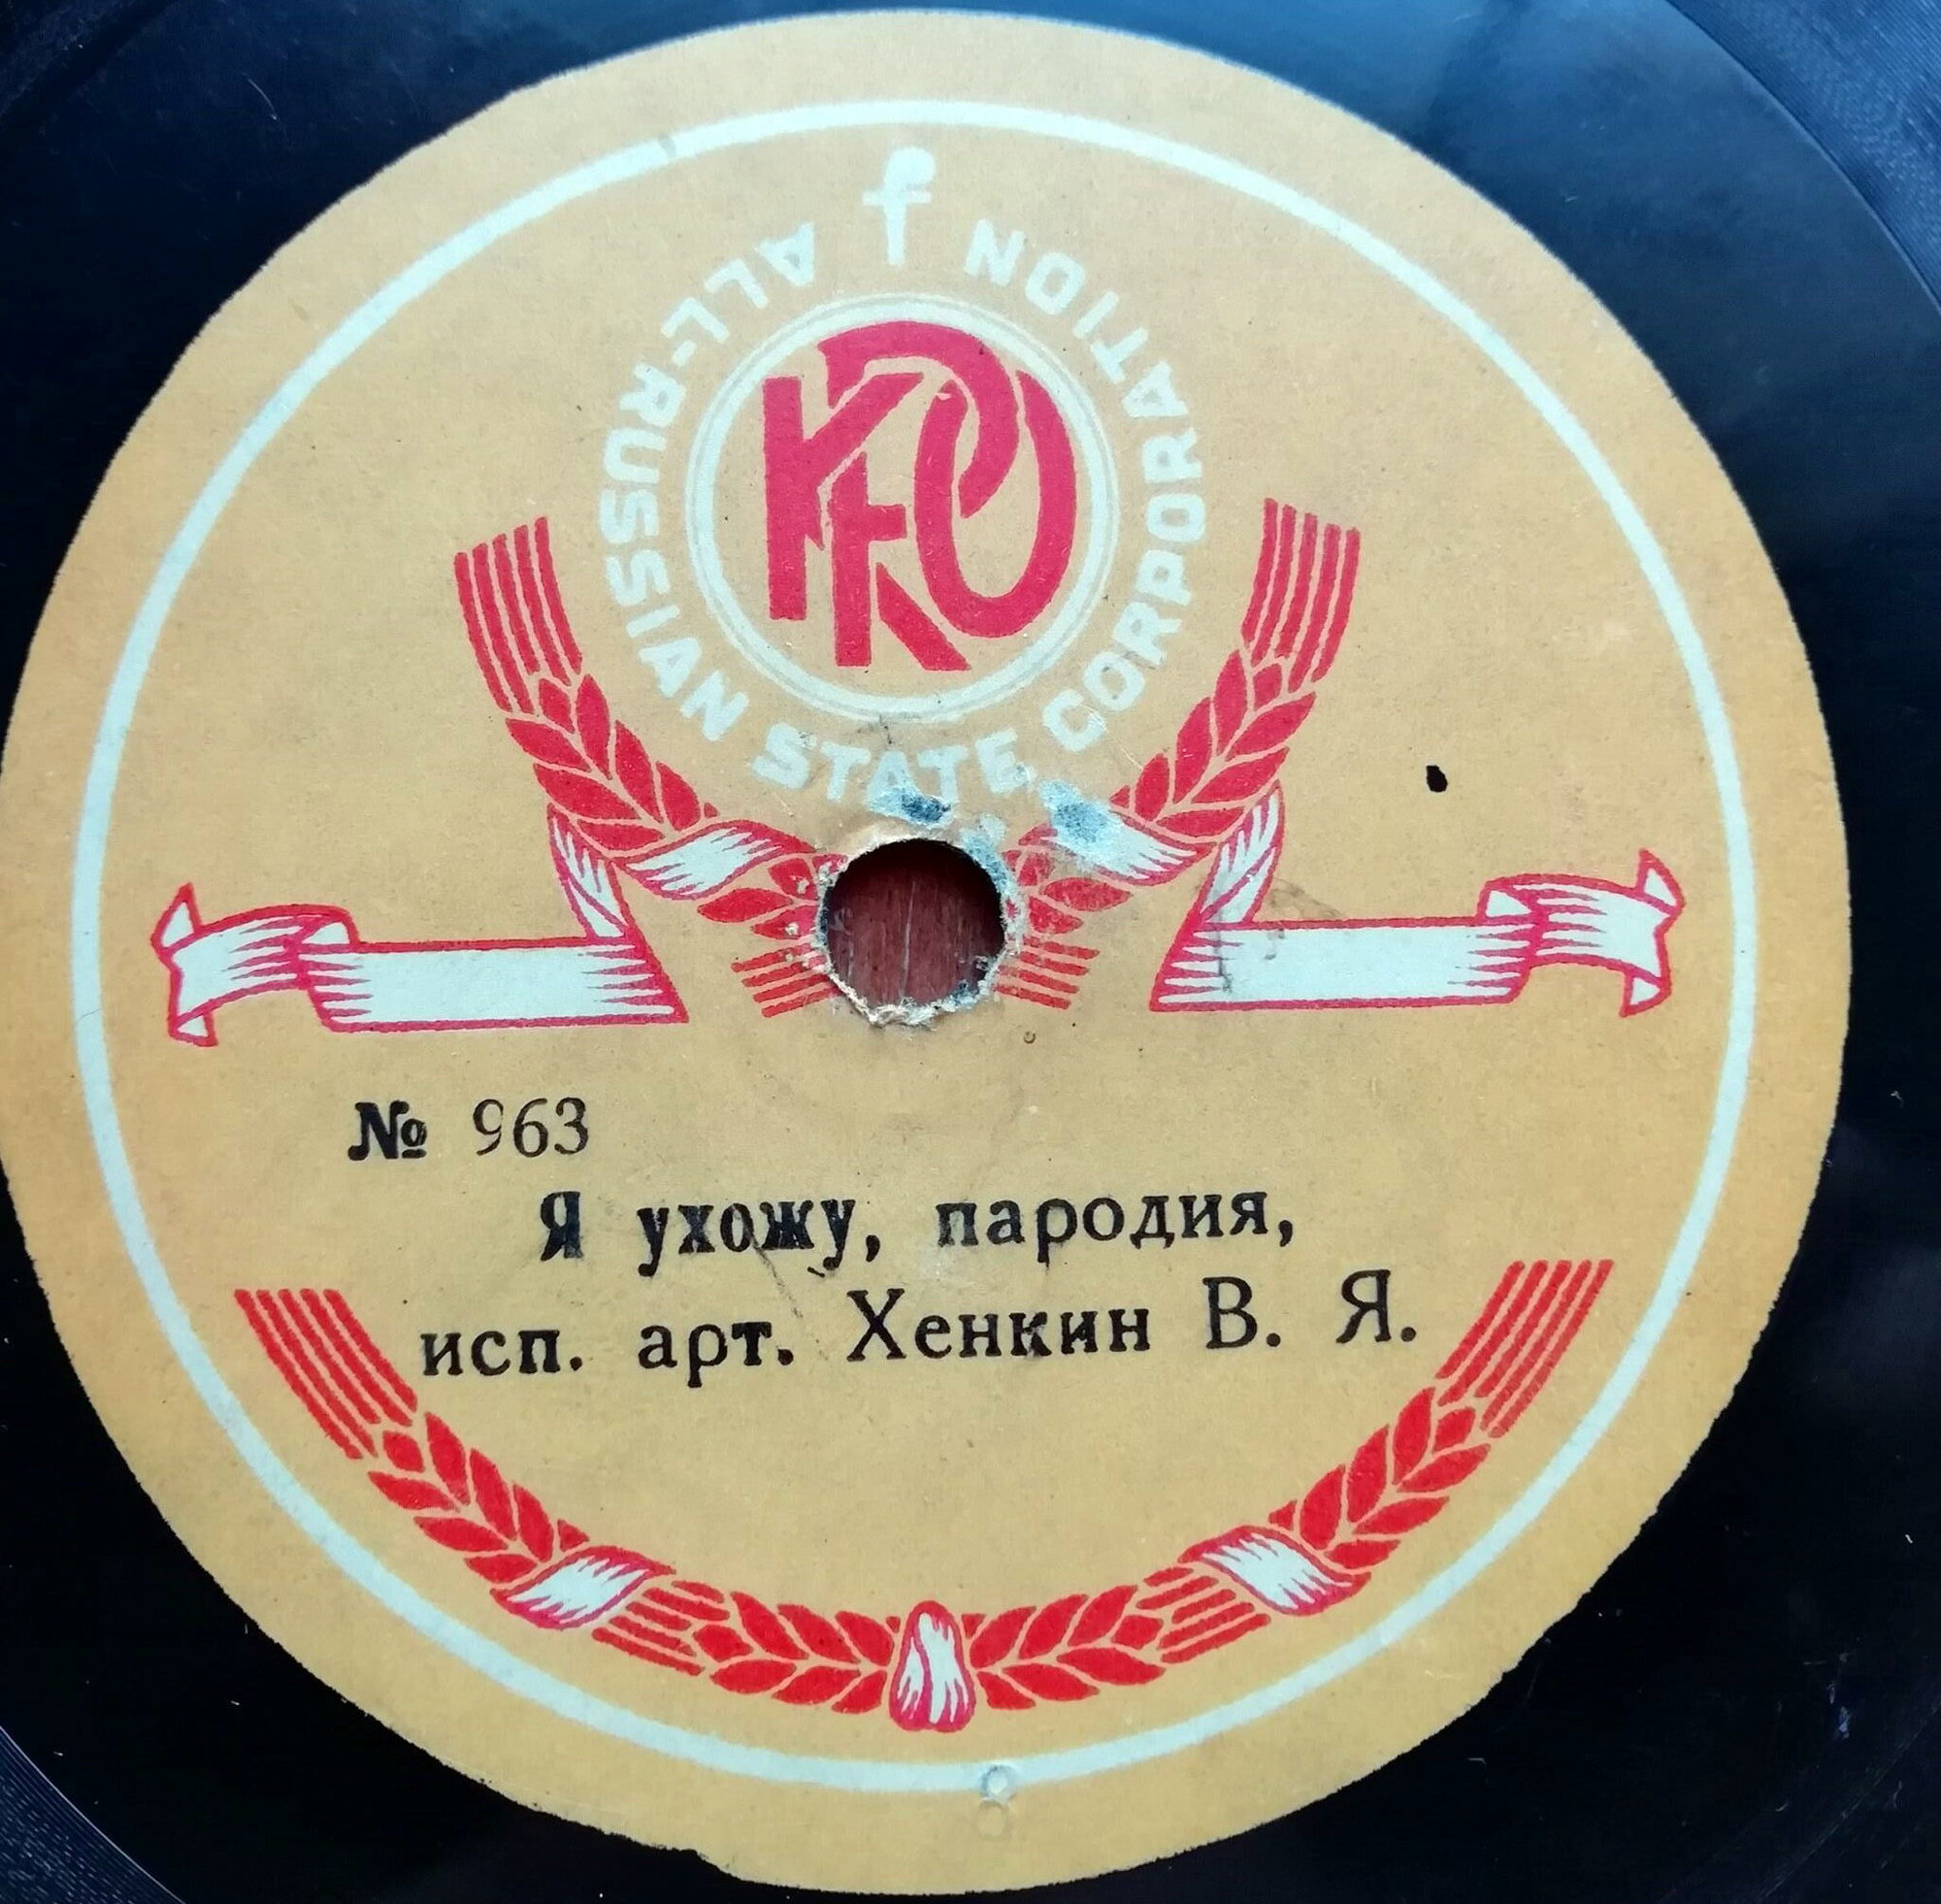 ALL-RUSSIAN STATE CORPORATION
№ 963
Я ухожу, пародия,
исп. арт. Хенкин В. Я.